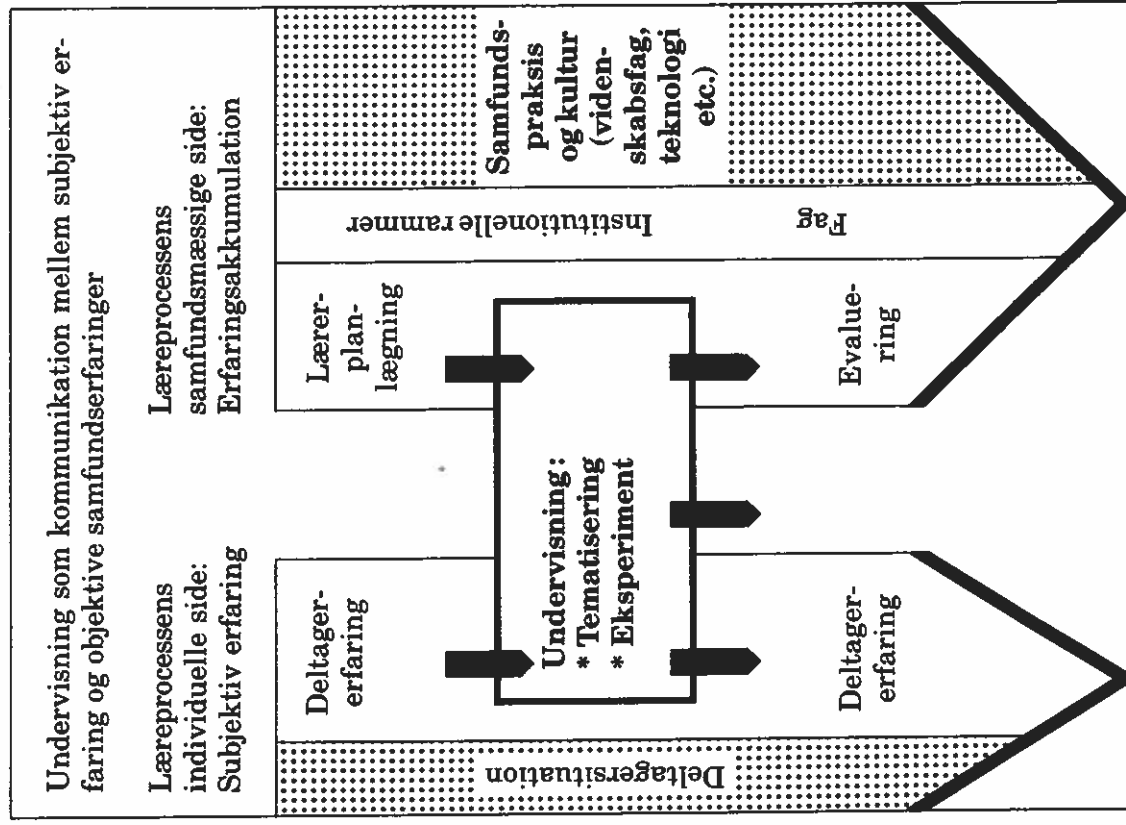 Undervisning som kommunikation mellem subjektiv er-
faring og objektive samfundserfaringer
Læreprocessens
individuelle side:
Subjektiv erfaring
Læreprocessens
samfundsmæssige side:
Erfaringsakkumulation
Deltagersituation
Deltager-
erfaring
Lærer-
plan-
lægning
Institutionelle rammer
Samfunds-
praksis
og kultur
(viden-
skabsfag,
teknologi
etc.)
Undervisning:
* Tematisering
* Eksperiment
Deltager-
erfaring
Evalue-
ring
Fag